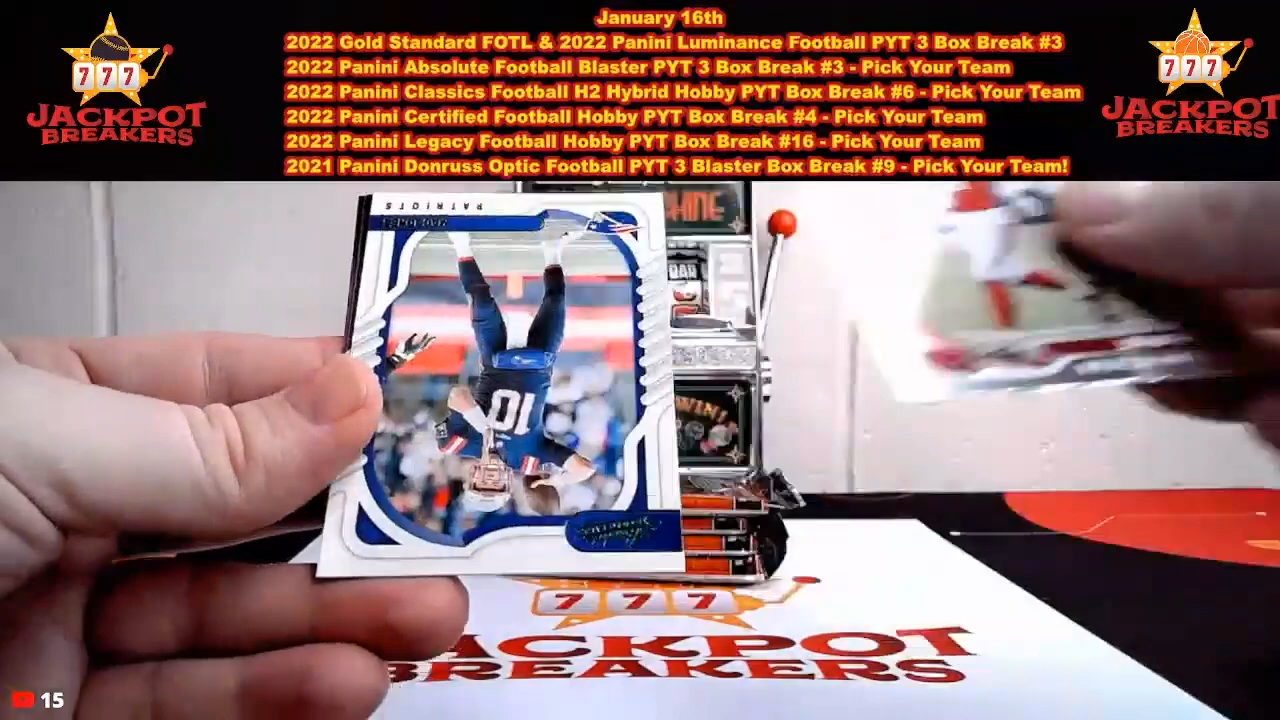 January 16th
2022 Gold Standard FOTL & 2022 Panini Luminance Football PYT 3 Box Break #3
2022 Panini Absolute Football Blaster PYT 3 Box Break #3 - Pick Your Team
2022 Panini Classics Football H2 Hybrid Hobby PYT Box Break #6 - Pick Your Team
2022 Panini Certified Football Hobby PYT Box Break #4 - Pick Your Team
2022 Panini Legacy Football Hobby PYT Box Break #16 - Pick Your Team
2021 Panini Donruss Optic Football PYT 3 Blaster Box Break #9 - Pick Your Team!
777
JACKPOT
BREAKERS
777
JACKPOT
BREAKERS
PATRIOTS
MAC JONES
10
HINE
WIN!
777
JACKPOT
BREAKERS
15